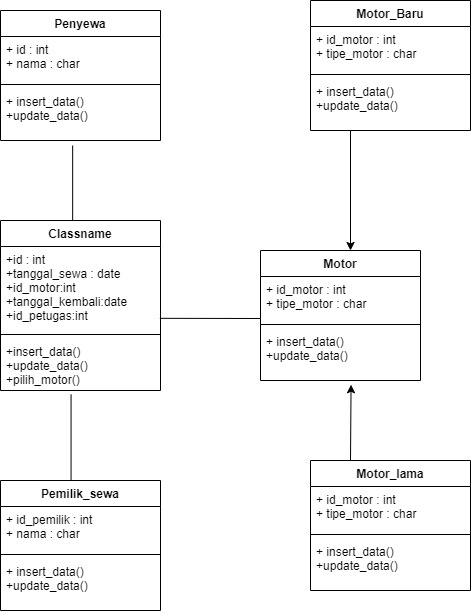 Penyewa
+ id : int
+ nama : char
+ insert_data()
+update_data()
Motor_Baru
+ id_motor : int
+ tipe_motor : char
+ insert_data()
+update_data()
Classname
+id : int
+tanggal_sewa : date
+id_motor:int
+tanggal_kembali:date
+id_petugas:int
+insert_data()
+update_data()
+pilih_motor()
Motor
+ id_motor : int
+ tipe_motor : char
+ insert_data()
+update_data()
Pemilik_sewa
+ id_pemilik : int
+ nama : char
+ insert_data()
+update_data()
Motor_lama
+ id_motor : int
+ tipe_motor : char
+ insert_data()
+update_data()